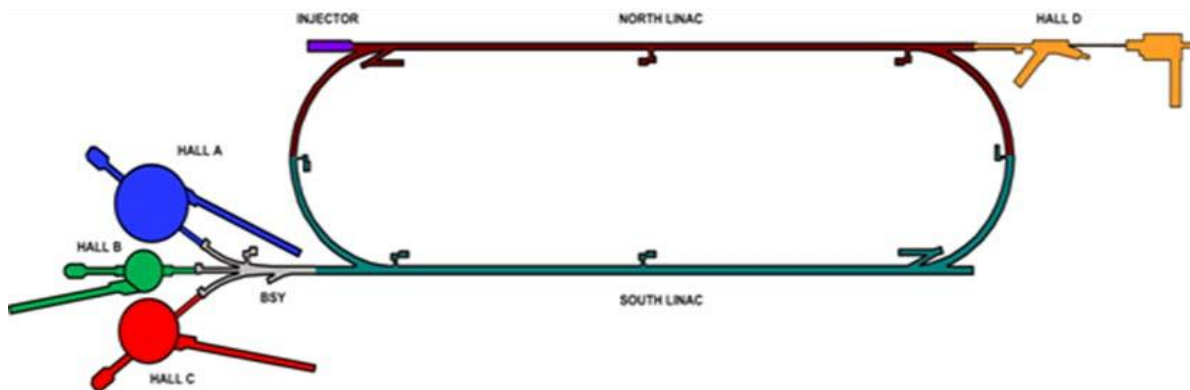 INJECTOR
NORTH LINAC
HALL D
HALL A
HALL B
BSY
SOUTH LINAC
HALL C